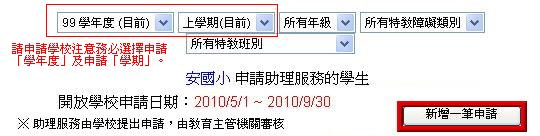 99 學年度 (目前) 上學期(目前) 所有年級 所有特教障礙類別
請申請學校注意務必選擇申請
「學年度」及申請「學期」。
所有特教班別
安國小 申請助理服務的學生
開放學校申請日期：2010/5/1 ~ 2010/9/30
新增一筆申請
※ 助理服務由學校提出申請，由教育主管機關審核